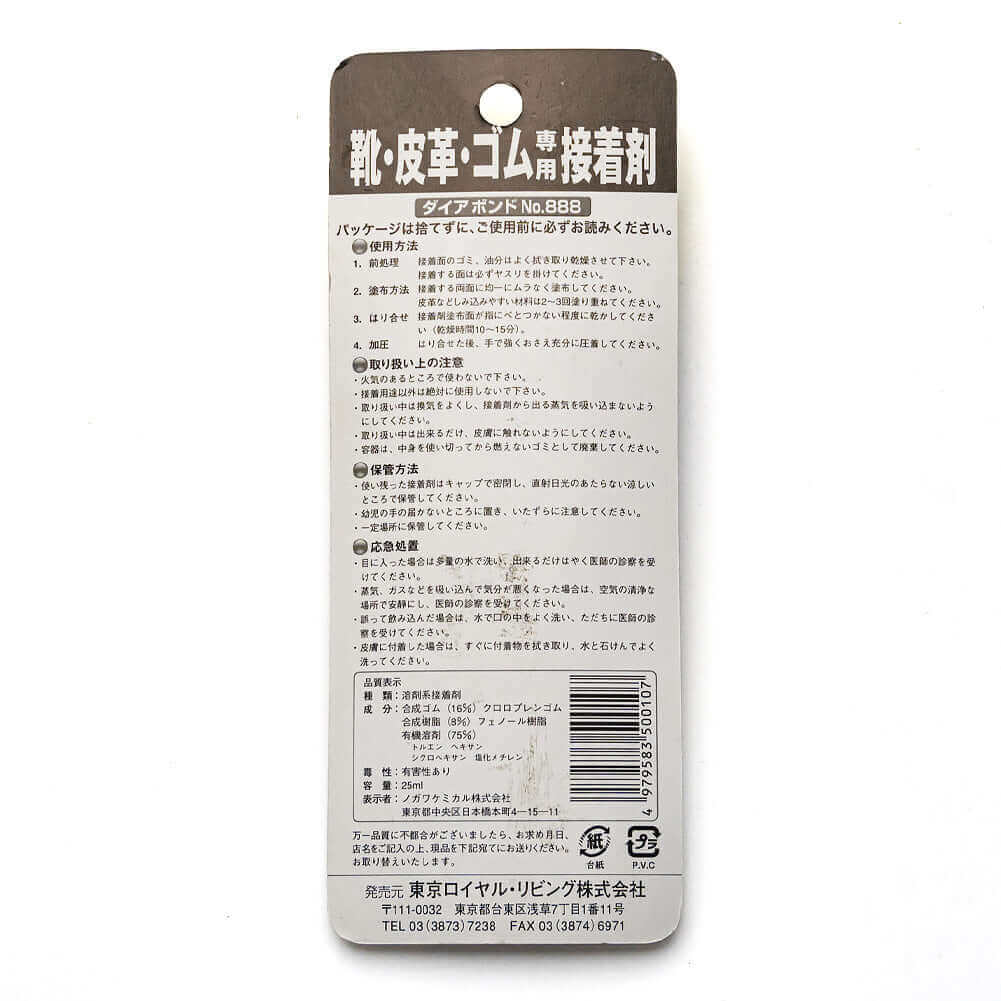 靴・皮革・ゴム専用接着剤
ダイアボンドNo.888
パッケージは捨てずに、ご使用前に必ずお読みください。
使用方法
1. 前処理 接着面のゴミ、油分はよく拭き取り乾燥させて下さい。
接着する面は必ずヤスリを掛けてください。
2. 塗布方法 接着する両面に均一にムラなく塗布してください。
皮革などしみ込みやすい材料は2〜3回塗り重ねてください。
3. はり合せ 接着剤塗布面が指にべとつかない程度に乾かしてくださ
い（乾燥時間10〜15分）。
4. 加圧 はり合せた後、手で強くおさえ充分に圧着してください。
取り扱い上の注意
・火気のあるところで使わないで下さい。
・接着用途以外は絶対に使用しないで下さい。
・取り扱い中は換気をよくし、接着剤から出る蒸気を吸い込まないよう
にしてください。
・取り扱い中は出来るだけ、皮膚に触れないようにしてください。
・容器は、中身を使い切ってから燃えないゴミとして廃棄してください。
保管方法
・使い残った接着剤はキャップで密閉し、直射日光のあたらない涼しい
ところで保管してください。
・幼児の手の届かないところに置き、いたずらに注意してください。
・一定場所に保管してください。
応急処置
・目に入った場合は多量の水で洗い、出来るだけはやく医師の診察を受
けてください。
・蒸気、ガスなどを吸い込んで気分が悪くなった場合は、空気の清浄な
場所で安静にし、医師の診察を受けてください。
・誤って飲み込んだ場合は、水で口の中をよく洗い、ただちに医師の診
察を受けてください。
・皮膚に付着した場合は、すぐに付着物を拭き取り、水と石けんでよく
洗ってください。
品質表示
種 類：溶剤系接着剤
成 分：合成ゴム（16%）クロロプレンゴム
合成樹脂（8%）フェノール樹脂
有機溶剤（75%）
トルエン ヘキサン
シクロヘキサン 塩化メチレン
毒 性：有害性あり
容 量：25ml
表示者：ノガワケミカル株式会社
東京都中央区日本橋本町4―15―11
4 979583 500107
万一品質に不都合がございましたら、お求め月日、
店名をご記入の上、現品を下記宛てにお送りください。
お取り替えいたします。
紙
台紙
プラ
P.V.C
発売元 東京ロイヤル・リビング株式会社
〒111-0032 東京都台東区浅草7丁目1番11号
TEL 03(3873)7238 FAX 03(3874)6971